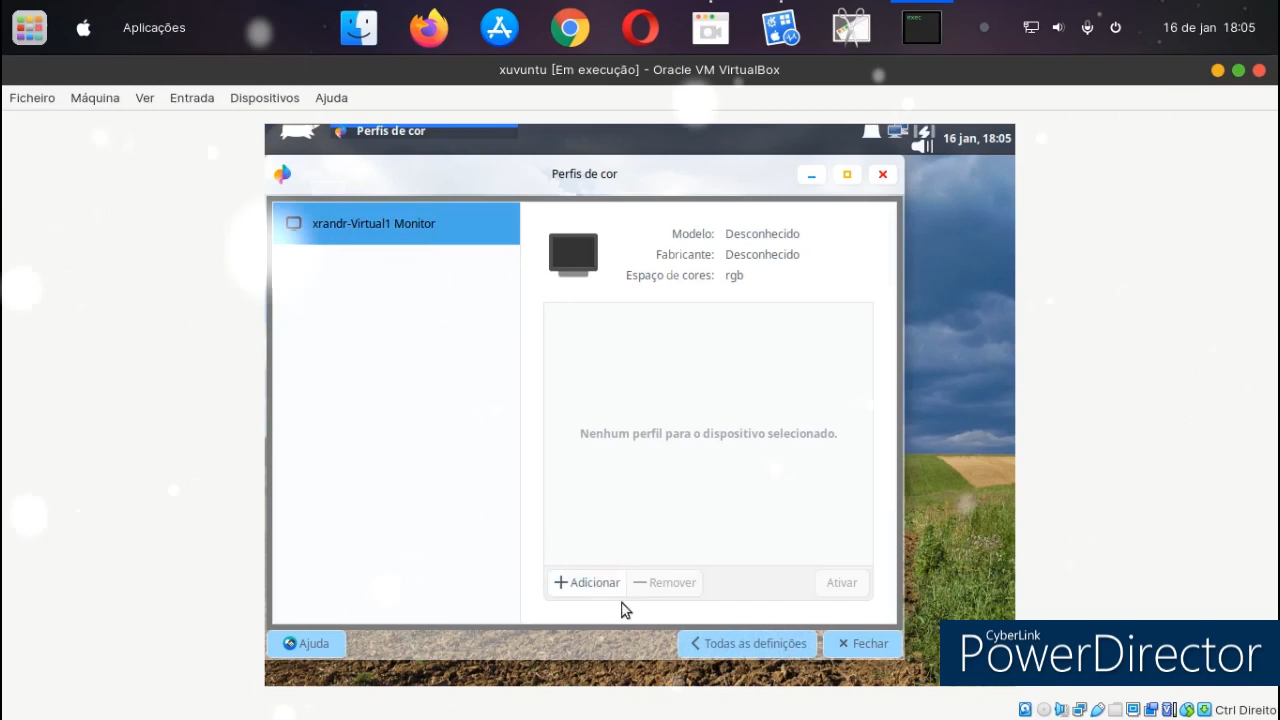 Aplicações
exec
16 de jan 18:05
xuvuntu [Em execução] - Oracle VM VirtualBox
Ficheiro Máquina Ver Entrada Dispositivos Ajuda
Perfis de cor
16 jan, 18:05
Perfis de cor
xrandr-Virtual1 Monitor
Modelo: Desconhecido
Fabricante: Desconhecido
Espaço de cores: rgb
Nenhum perfil para o dispositivo selecionado.
Adicionar Remover Ativar
Ajuda Todas as definições Fechar
CyberLink
PowerDirector
Ctrl Direito